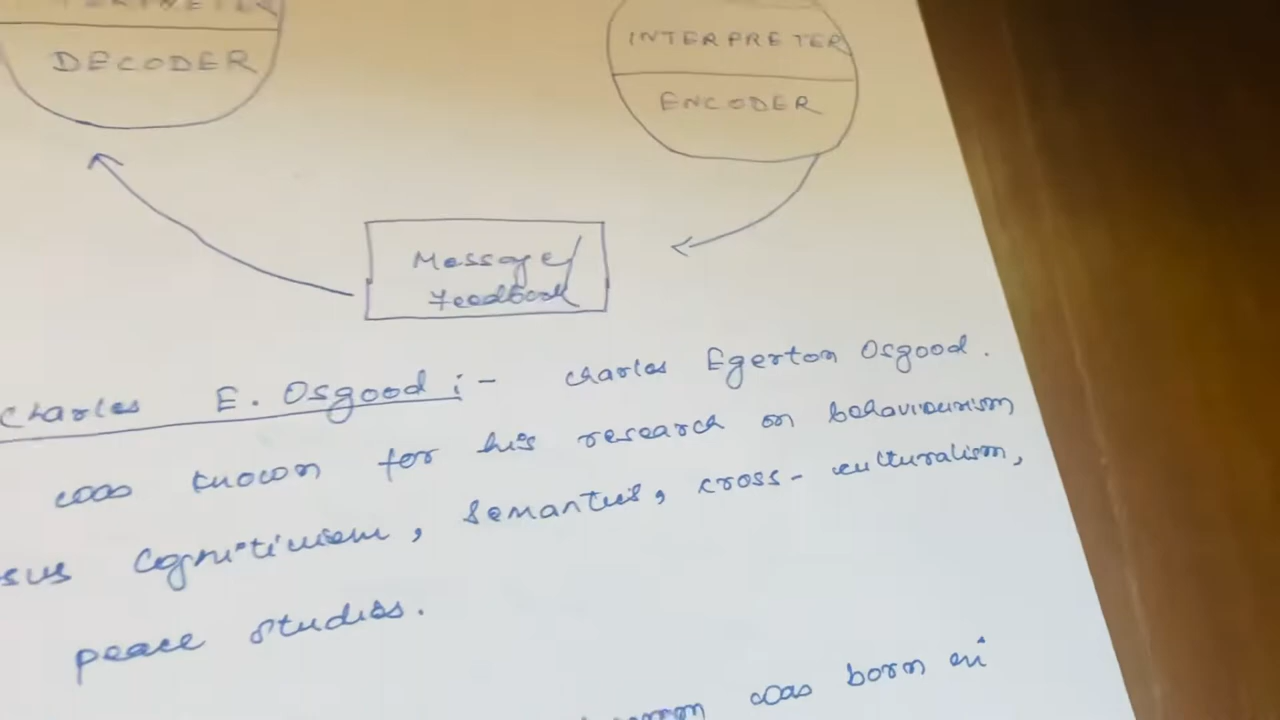 INTERPRETER
DECODER
ENCODER
Message/
Feedback
Charles E. Osgood :- Charles Egerton Osgood.
was known for his research on behaviourism
sus Cognitivism, Semantics, cross-culturalism,
peace studies.
was born in